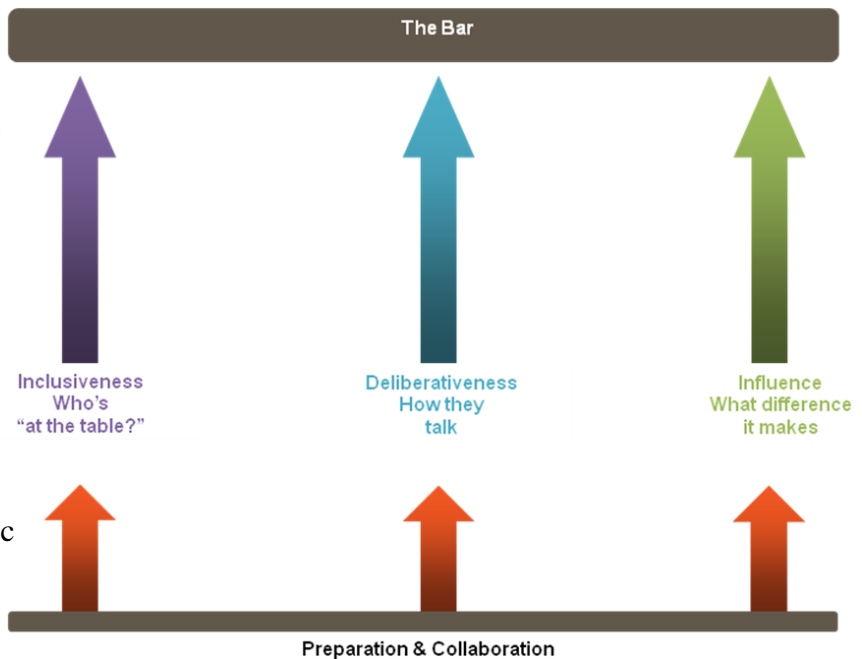 The Bar
Inclusiveness
Who's
“at the table?”
Deliberativeness
How they
talk
Influence
What difference
it makes
c
Preparation & Collaboration